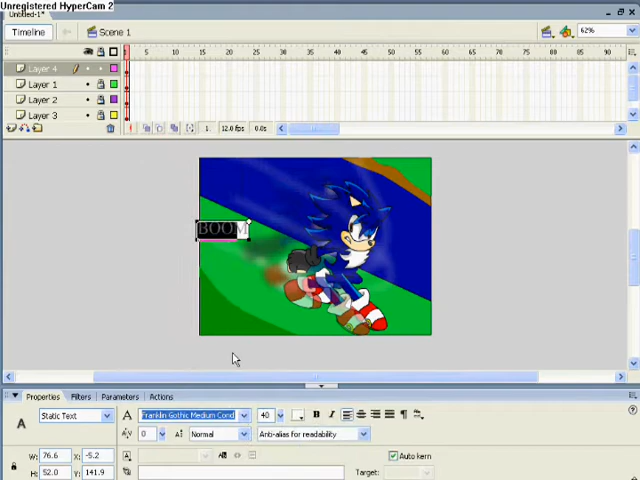 Unregistered HyperCam 2
Untitled-1*
Timeline
Scene 1
62%
5 10 15 20 25 30 35 40 45 50 55 60 65 70 75 80 85 90
Layer 4
Layer 1
Layer 2
Layer 3
1 12.0 fps 0.0s
BOOM
Properties Filters Parameters Actions
A Static Text A Franklin Gothic Medium Cond 40 B I
0 Normal Anti-alias for readability
W: 76.6 X: -5.2 Auto kern
H: 52.0 Y: 141.9 Target: